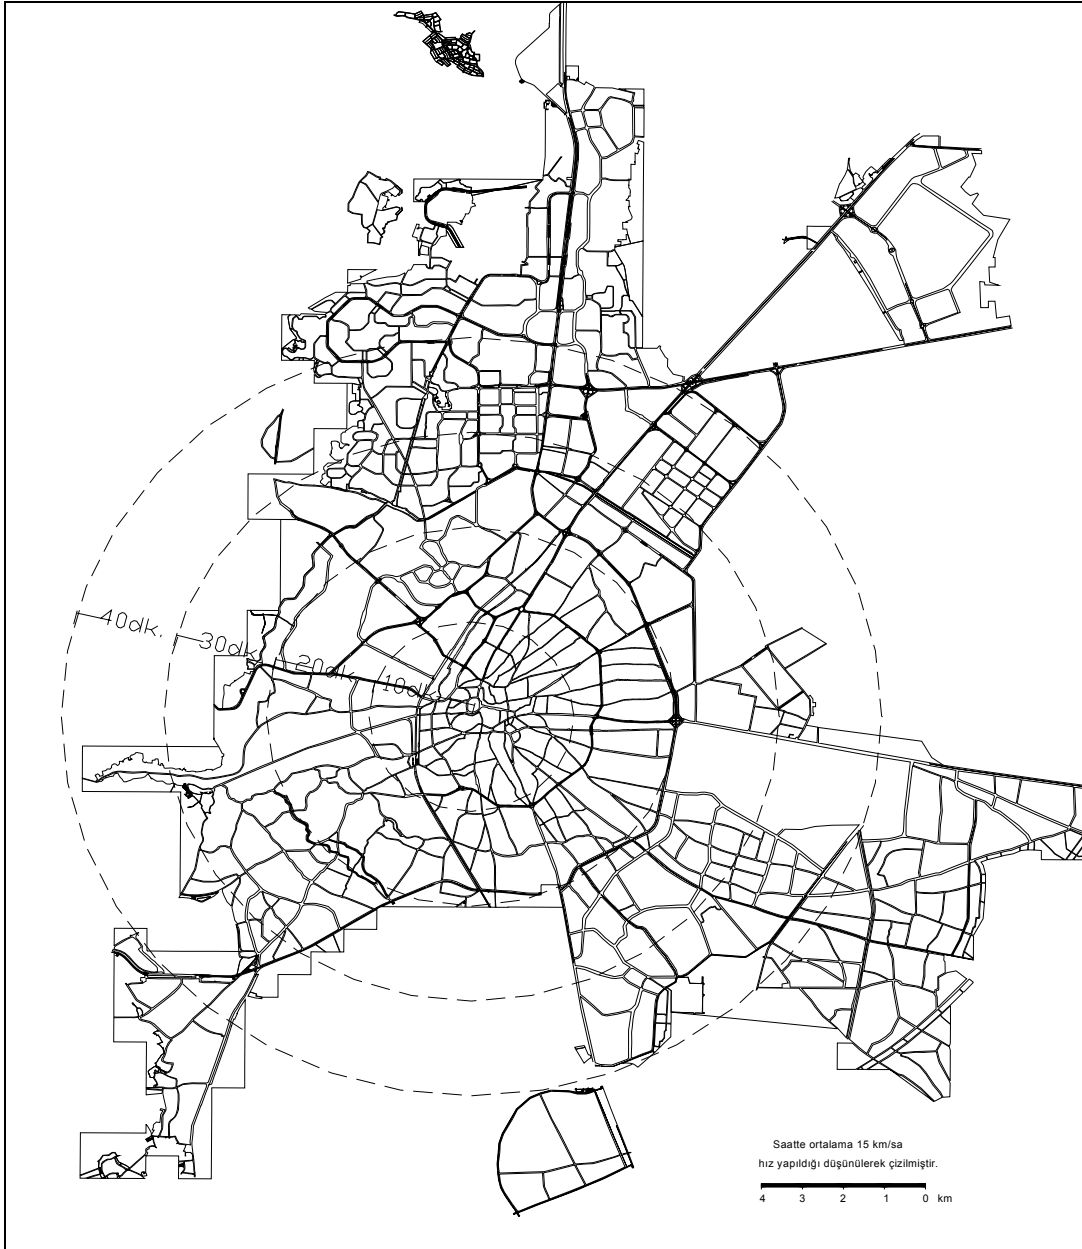 40dk.
30dk.
20dk.
10dk.
Saatte ortalama 15 km/sa
hız yapıldığı düşünülerek çizilmiştir.
4 3 2 1 0 km